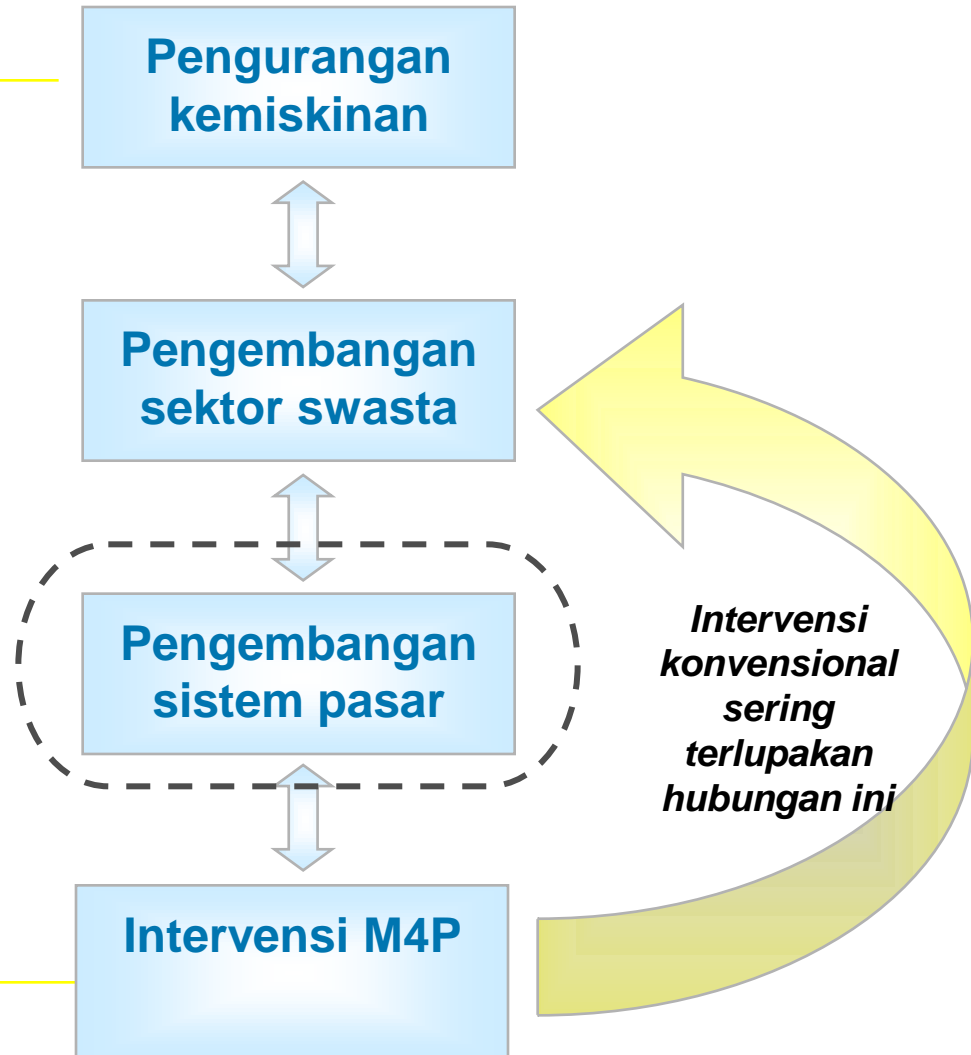 Pengurangan
kemiskinan
Pengembangan
sektor swasta
Pengembangan
sistem pasar
Intervensi
konvensional
sering
terlupakan
hubungan ini
Intervensi M4P